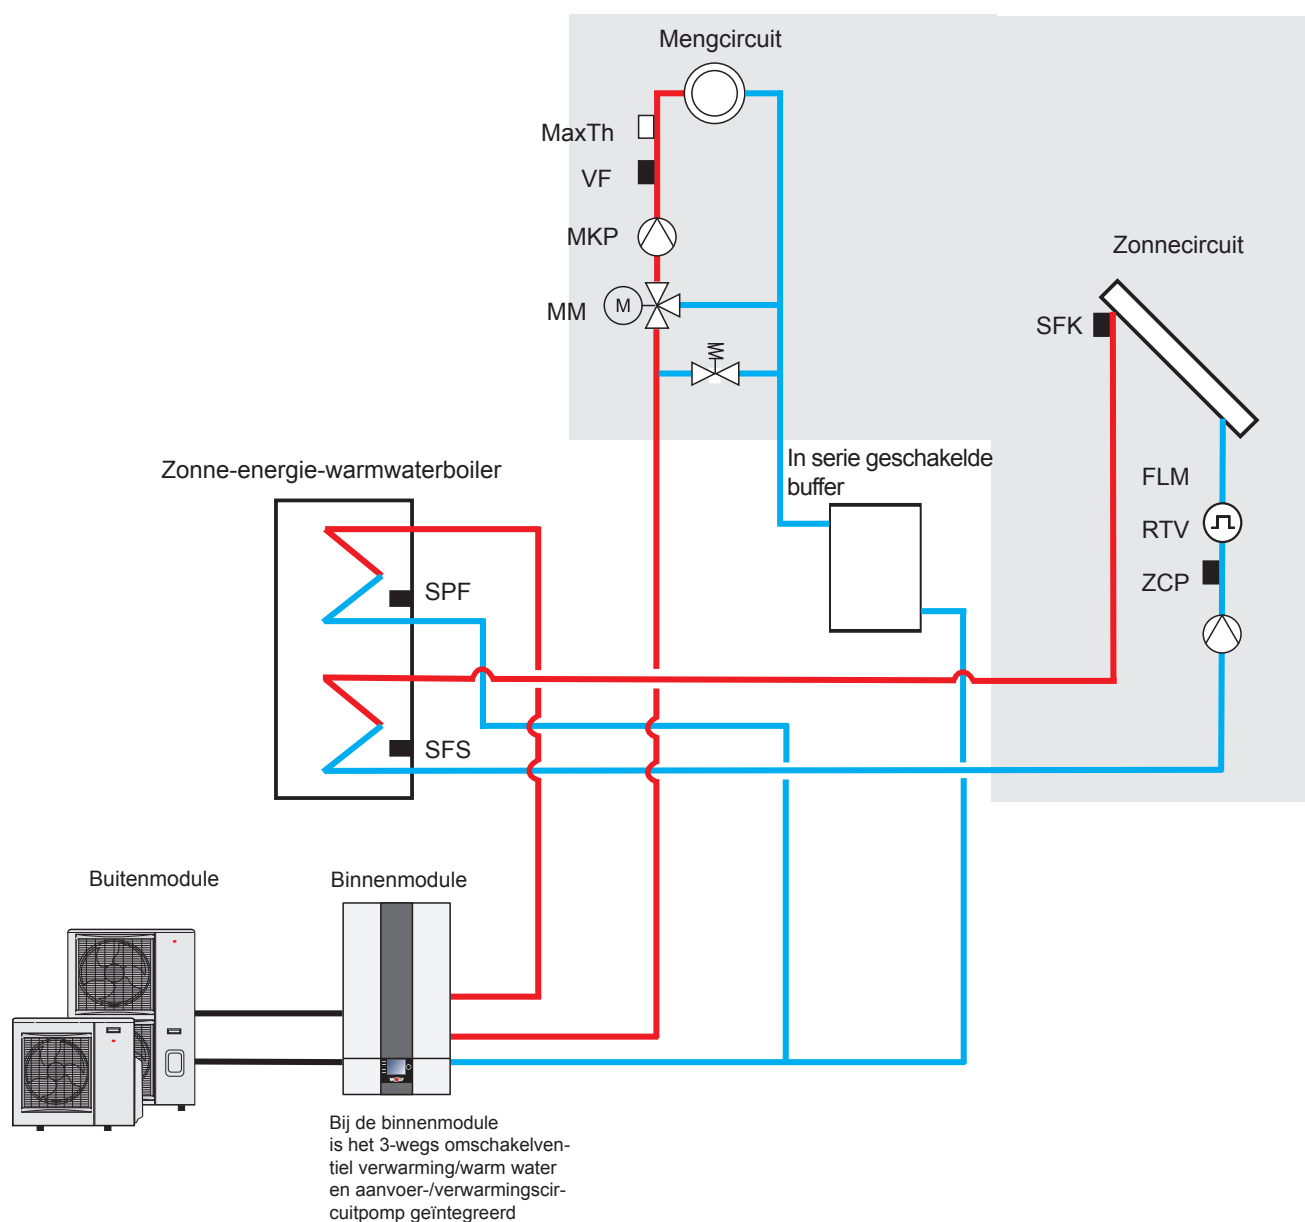 Mengcircuit
MaxTh
VF
MKP
MM
M
Zonnecircuit
SFK
FLM
RTV
ZCP
In serie geschakelde
buffer
Zonne-energie-warmwaterboiler
SPF
SFS
Buitenmodule
Binnenmodule
WOLF
Bij de binnenmodule
is het 3-wegs omschakelven-
tiel verwarming/warm water
en aanvoer-/verwarmingscir-
cuitpomp geïntegreerd